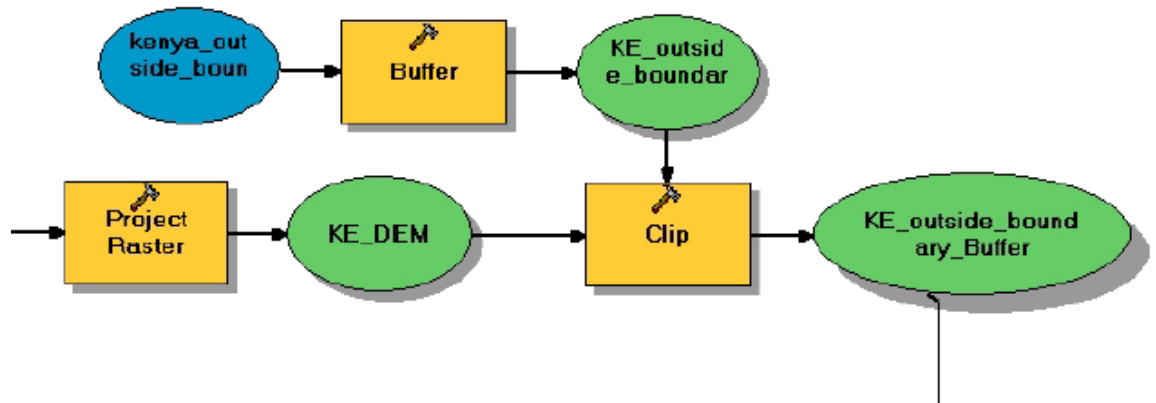 kenya_out
side_boun
Buffer
KE_outsid
e_boundar
Project
Raster
KE_DEM
Clip
KE_outside_bound
ary_Buffer